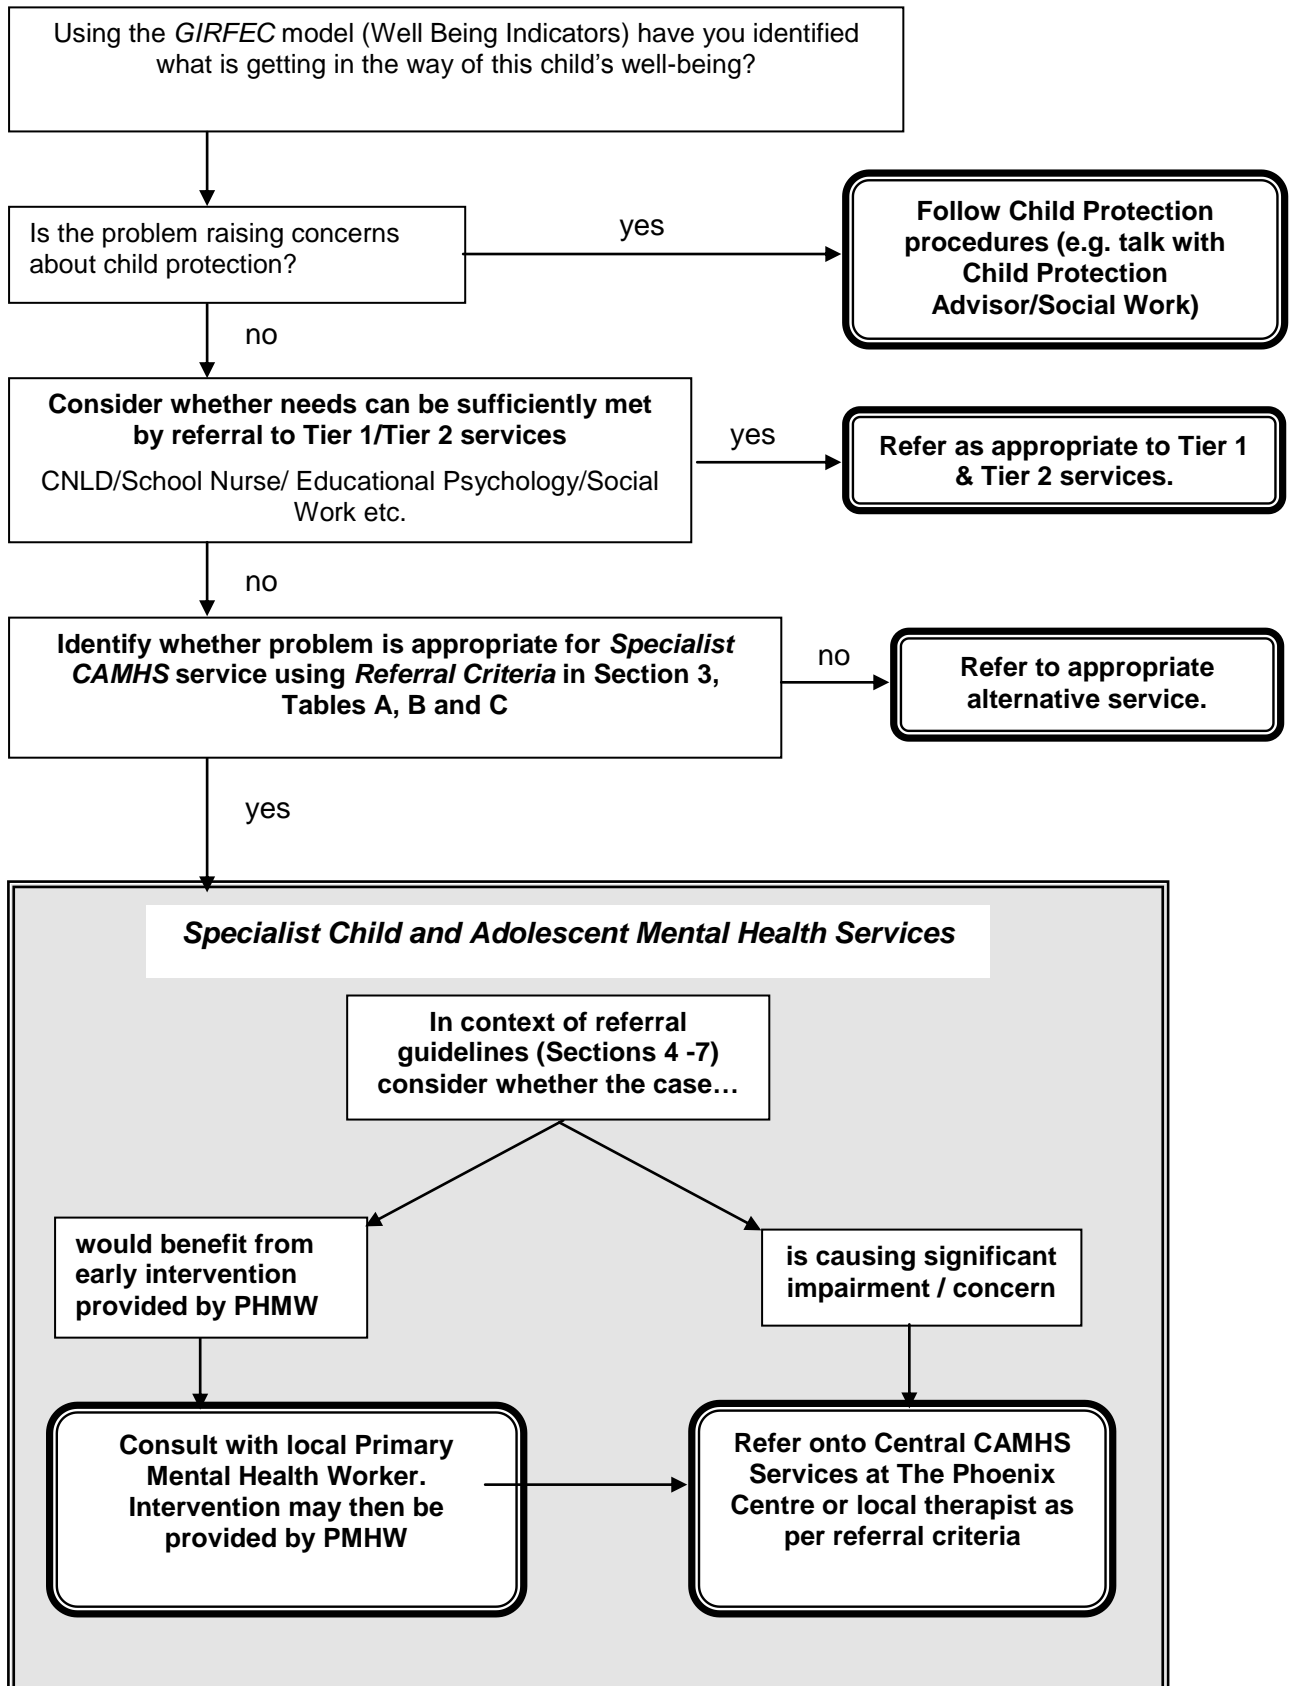 Using the GIRFEC model (Well Being Indicators) have you identified
what is getting in the way of this child's well-being?
Is the problem raising concerns
about child protection?
yes
Follow Child Protection
procedures (e.g. talk with
Child Protection
Advisor/Social Work)
no
Consider whether needs can be sufficiently met
by referral to Tier 1/Tier 2 services
CNLD/School Nurse/ Educational Psychology/Social
Work etc.
yes
Refer as appropriate to Tier 1
& Tier 2 services.
no
Identify whether problem is appropriate for Specialist
CAMHS service using Referral Criteria in Section 3,
Tables A, B and C
no
Refer to appropriate
alternative service.
yes
Specialist Child and Adolescent Mental Health Services
In context of referral
guidelines (Sections 4 -7)
consider whether the case…
would benefit from
early intervention
provided by PHMW
is causing significant
impairment / concern
Consult with local Primary
Mental Health Worker.
Intervention may then be
provided by PMHW
Refer onto Central CAMHS
Services at The Phoenix
Centre or local therapist as
per referral criteria